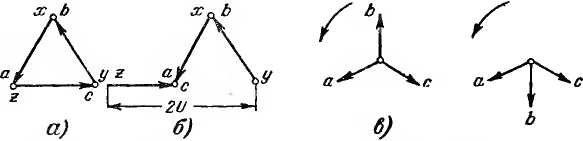 x b x b b
a y a y a c a c
z c z c b
2U
а) б) в)